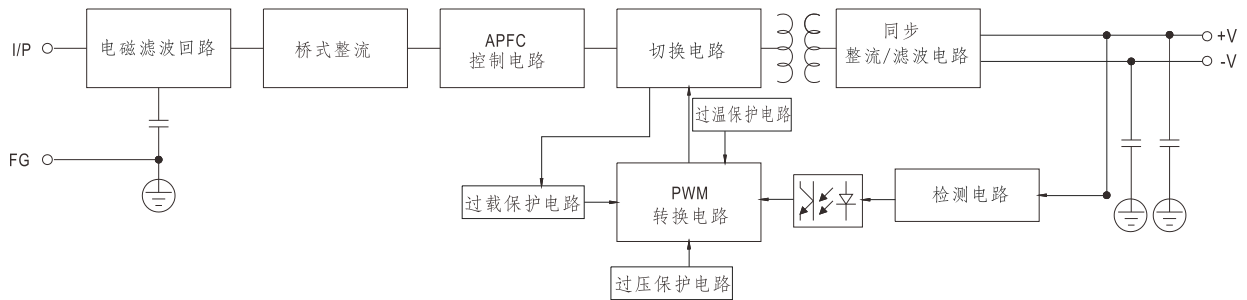 I/P
电磁滤波回路
桥式整流
APFC
控制电路
切换电路
同步
整流/滤波电路
+V
-V
过温保护电路
FG
过载保护电路
PWM
转换电路
检测电路
过压保护电路